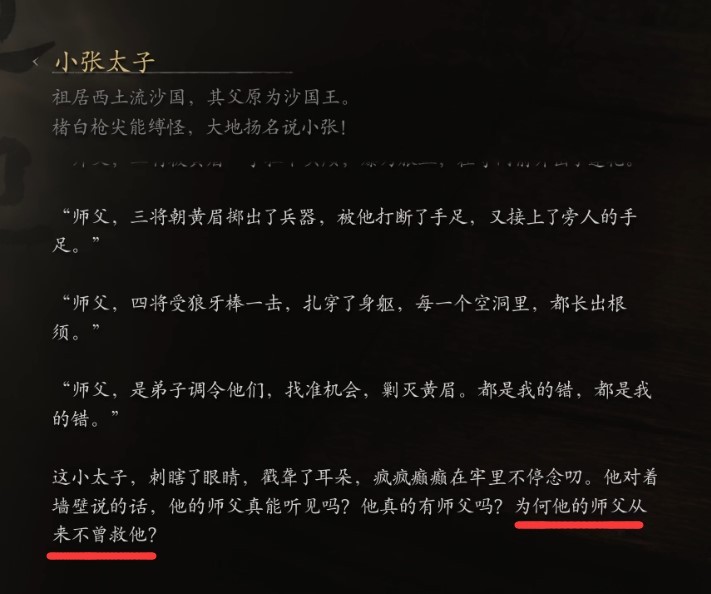 小张太子
祖居西土流沙国，其父原为沙国王。
楮白枪尖能缚怪，大地扬名说小张！
“师父，三将朝黄眉掷出了兵器，被他打断了手足，又接上了旁人的手
足。”
“师父，四将受狼牙棒一击，扎穿了身躯，每一个空洞里，都长出根
须。”
“师父，是弟子调令他们，找准机会，剿灭黄眉。都是我的错，都是我
的错。”
这小太子，刺瞎了眼睛，戳聋了耳朵，疯疯癫癫在牢里不停念叨。他对着
墙壁说的话，他的师父真能听见吗？他真的有师父吗？为何他的师父从
来不曾救他？